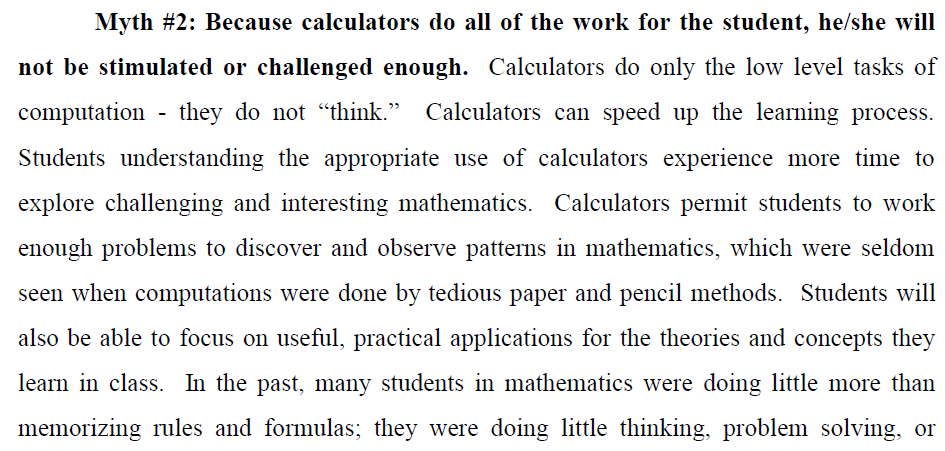 Myth #2: Because calculators do all of the work for the student, he/she will
not be stimulated or challenged enough.  Calculators do only the low level tasks of
computation - they do not “think.”  Calculators can speed up the learning process.
Students understanding the appropriate use of calculators experience more time to
explore challenging and interesting mathematics.  Calculators permit students to work
enough problems to discover and observe patterns in mathematics, which were seldom
seen when computations were done by tedious paper and pencil methods.  Students will
also be able to focus on useful, practical applications for the theories and concepts they
learn in class.  In the past, many students in mathematics were doing little more than
memorizing rules and formulas; they were doing little thinking, problem solving, or